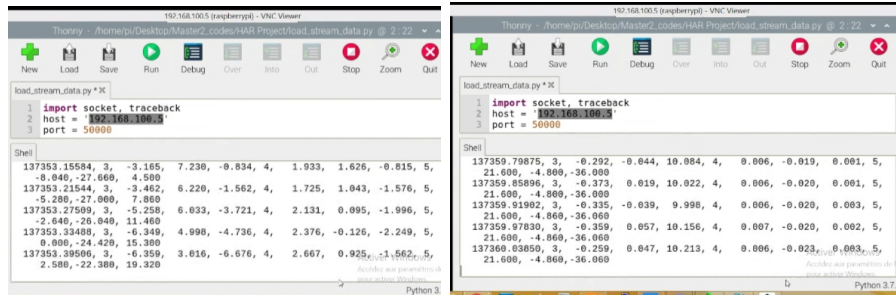 192.168.100.5 (raspberrypi) - VNC Viewer
Thonny - /home/pi/Desktop/Master2_codes/HAR Project/load_stream_data.py @ 2 : 22
New Load Save Run Debug Over Into Out Stop Zoom Quit
load_stream_data.py *
1 import socket, traceback
2 host = '192.168.100.5'
3 port = 50000
Shell
137353.15584, 3, -3.165, 7.230, -0.834, 4, 1.933, 1.626, -0.815, 5,
-8.040,-27.660, 4.500
137353.21544, 3, -3.462, 6.220, -1.562, 4, 1.725, 1.043, -1.576, 5,
-5.280,-27.000, 7.860
137353.27509, 3, -5.258, 6.033, -3.721, 4, 2.131, 0.095, -1.996, 5,
-2.640,-26.040, 11.460
137353.33488, 3, -6.349, 4.998, -4.736, 4, 2.376, -0.126, -2.249, 5,
0.000,-24.420, 15.300
137353.39506, 3, -6.359, 3.016, -6.676, 4, 2.667, 0.925, -1.562, 5,
2.580,-22.380, 19.320
Activer Windows
Accédez aux paramètres d
pour activer Windows.
Python 3.
192.168.100.5 (raspberrypi) - VNC Viewer
Thonny - /home/pi/Desktop/Master2_codes/HAR Project/load_stream_data.py @ 2 : 22
New Load Save Run Debug Over Into Out Stop Zoom Quit
load_stream_data.py *
1 import socket, traceback
2 host = '192.168.100.5'
3 port = 50000
Shell
137359.79875, 3, -0.292, -0.044, 10.084, 4, 0.006, -0.019, 0.001, 5,
21.600, -4.800,-36.000
137359.85896, 3, -0.373, 0.019, 10.022, 4, 0.006, -0.020, 0.001, 5,
21.600, -4.800,-36.000
137359.91902, 3, -0.335, -0.039, 9.998, 4, 0.006, -0.020, 0.003, 5,
21.600, -4.860,-36.060
137359.97830, 3, -0.359, 0.057, 10.156, 4, 0.007, -0.020, 0.002, 5,
21.600, -4.860,-36.060
137360.03850, 3, -0.259, 0.047, 10.213, 4, 0.006, -0.023, 0.003, 5,
21.600, -4.860,-36.060
Activer Windows
Accédez aux paramètres de l
pour activer Windows.
Python 3.7